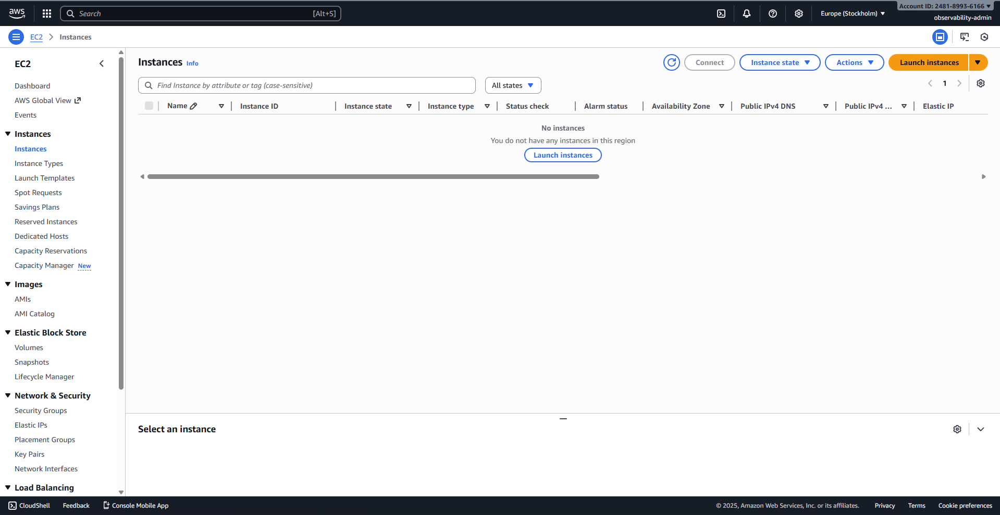 aws
Search [Alt+S]
Europe (Stockholm)
Account ID: 2481-8993-6166
observability-admin
EC2 Instances
EC2
Dashboard
AWS Global View
Events
Instances
Instances
Instance Types
Launch Templates
Spot Requests
Savings Plans
Reserved Instances
Dedicated Hosts
Capacity Reservations
Capacity Manager New
Images
AMIs
AMI Catalog
Elastic Block Store
Volumes
Snapshots
Lifecycle Manager
Network & Security
Security Groups
Elastic IPs
Placement Groups
Key Pairs
Network Interfaces
Load Balancing
Instances Info
Connect Instance state Actions Launch instances
Find Instance by attribute or tag (case-sensitive) All states 1
Name Instance ID Instance state Instance type Status check Alarm status Availability Zone Public IPv4 DNS Public IPv4 ... Elastic IP
No instances
You do not have any instances in this region
Launch instances
Select an instance
CloudShell Feedback Console Mobile App © 2025, Amazon Web Services, Inc. or its affiliates. Privacy Terms Cookie preferences